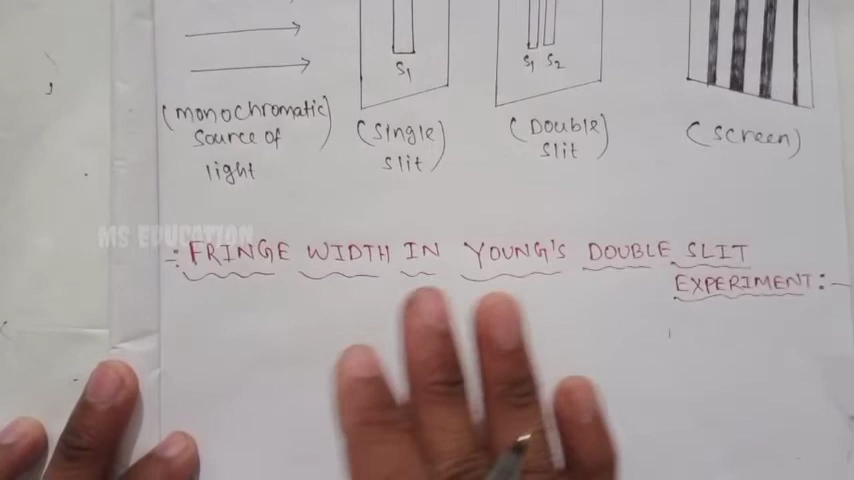 S1
S1 S2
(monochromatic)
source of
light
(single)
slit
(Double)
slit
(screen)
MS EDUCATION
-: FRINGE WIDTH IN YOUNG'S DOUBLE SLIT
EXPERIMENT:-